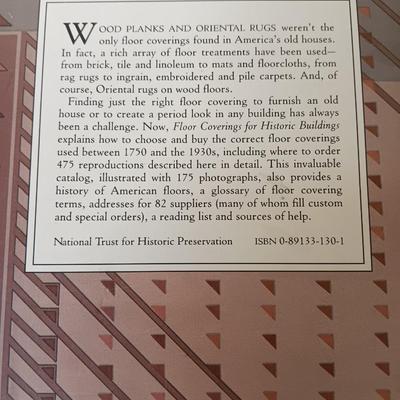 WOOD PLANKS AND ORIENTAL RUGS weren't the
only floor coverings found in America's old houses.
In fact, a rich array of floor treatments have been used—
from brick, tile and linoleum to mats and floorcloths, from
rag rugs to ingrain, embroidered and pile carpets. And, of
course, Oriental rugs on wood floors.
Finding just the right floor covering to furnish an old
house or to create a period look in any building has always
been a challenge. Now, Floor Coverings for Historic Buildings
explains how to choose and buy the correct floor coverings
used between 1750 and the 1930s, including where to order
475 reproductions described here in detail. This invaluable
catalog, illustrated with 175 photographs, also provides a
history of American floors, a glossary of floor covering
terms, addresses for 82 suppliers (many of whom fill custom
and special orders), a reading list and sources of help.
National Trust for Historic Preservation ISBN 0-89133-130-1